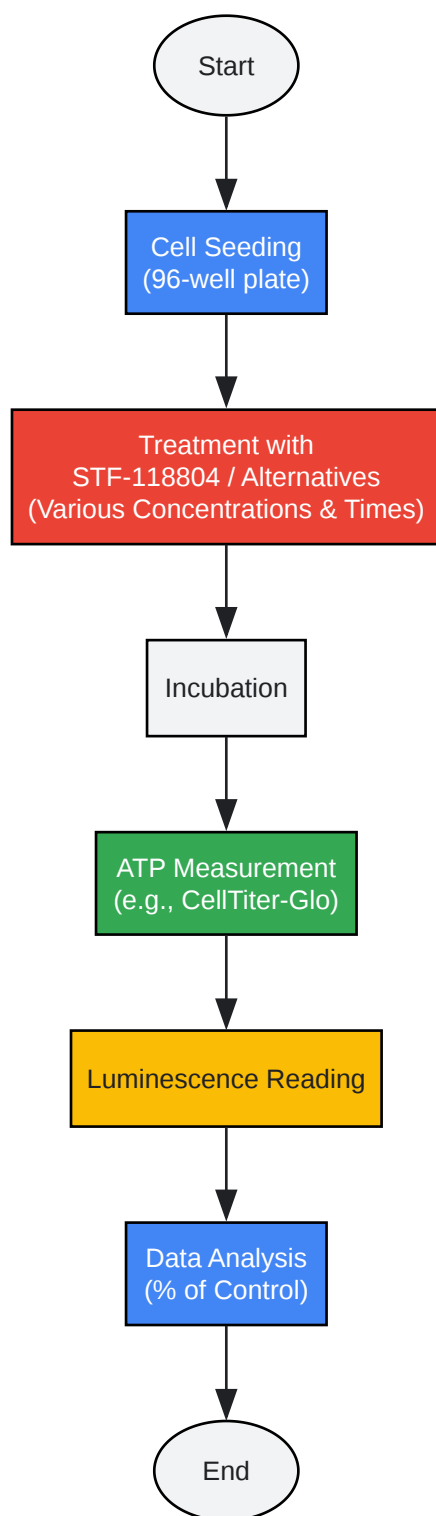 Start
Cell Seeding
(96-well plate)
Treatment with
STF-118804 / Alternatives
(Various Concentrations & Times)
Incubation
ATP Measurement
(e.g., CellTiter-Glo)
Luminescence Reading
Data Analysis
(% of Control)
End